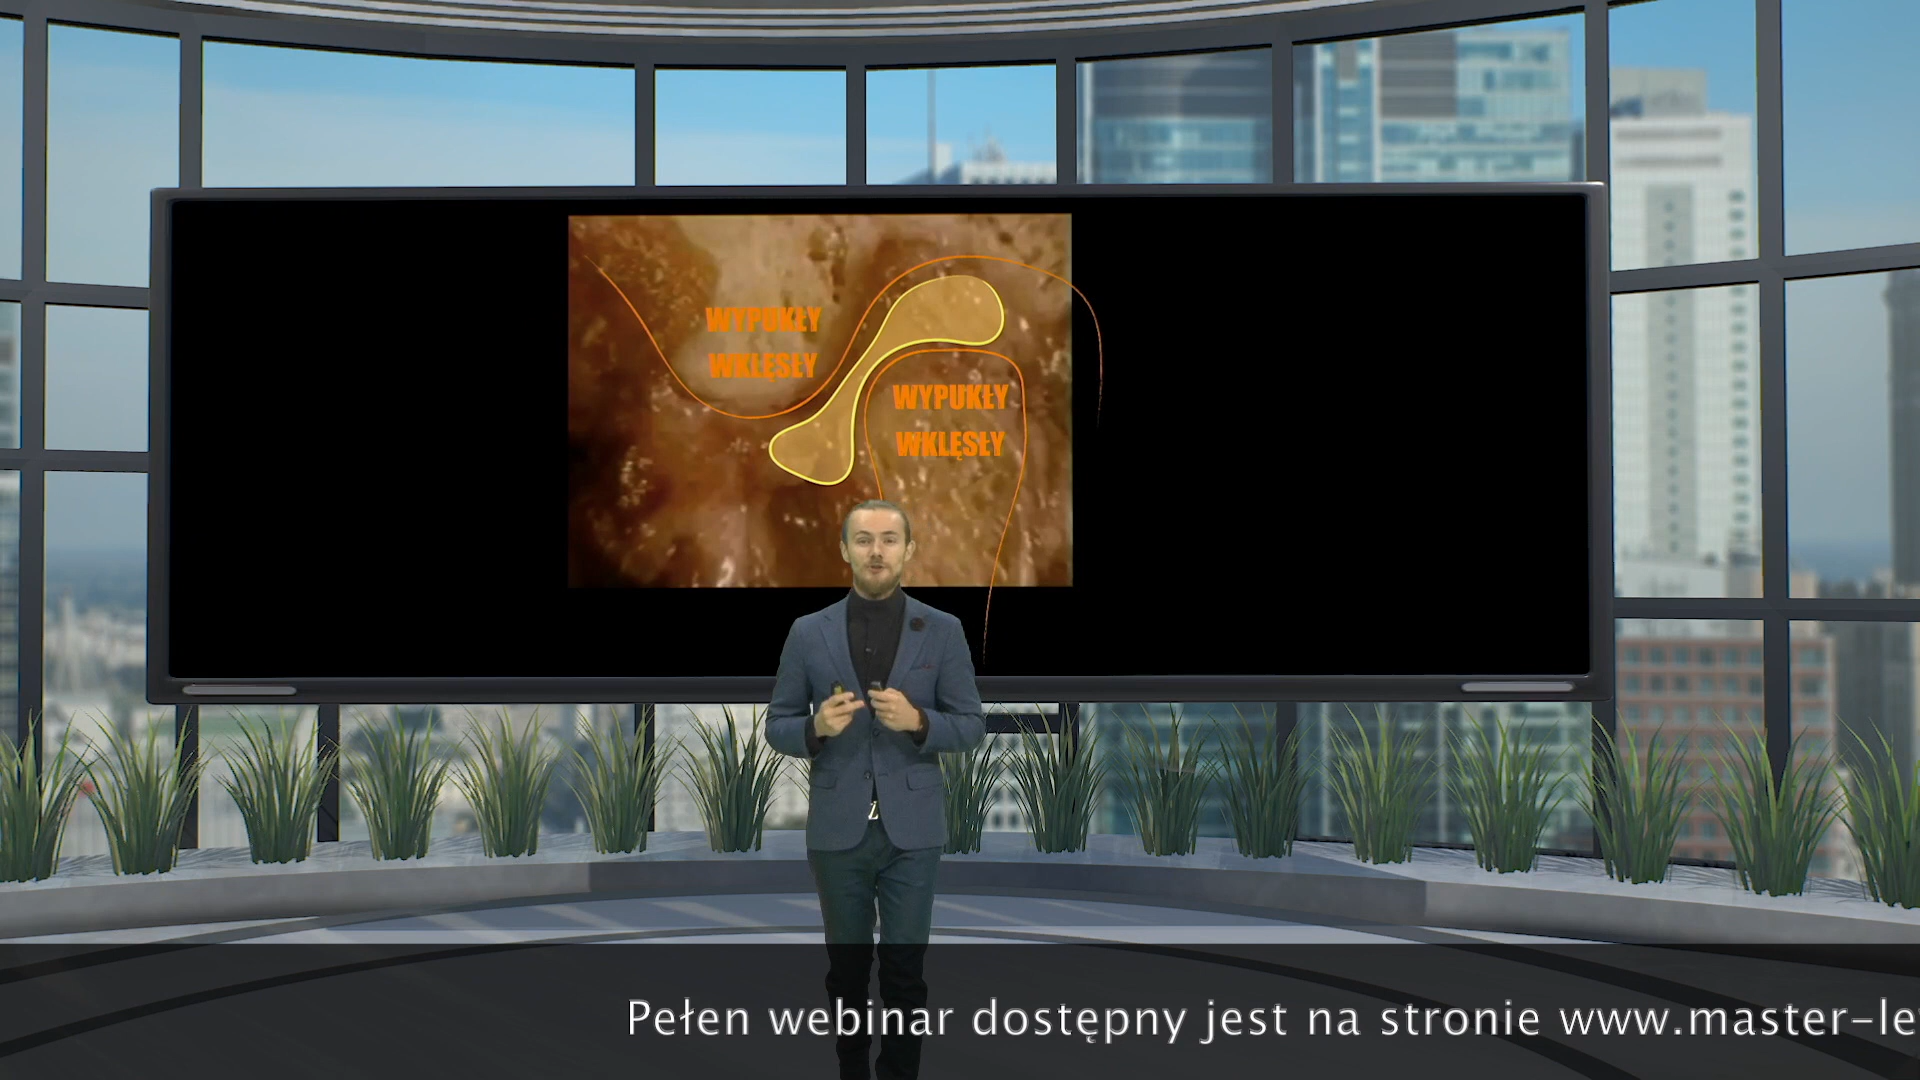 WYPUKŁY
WKLĘSŁY
WYPUKŁY
WKLĘSŁY
Pełen webinar dostępny jest na stronie www.master-le